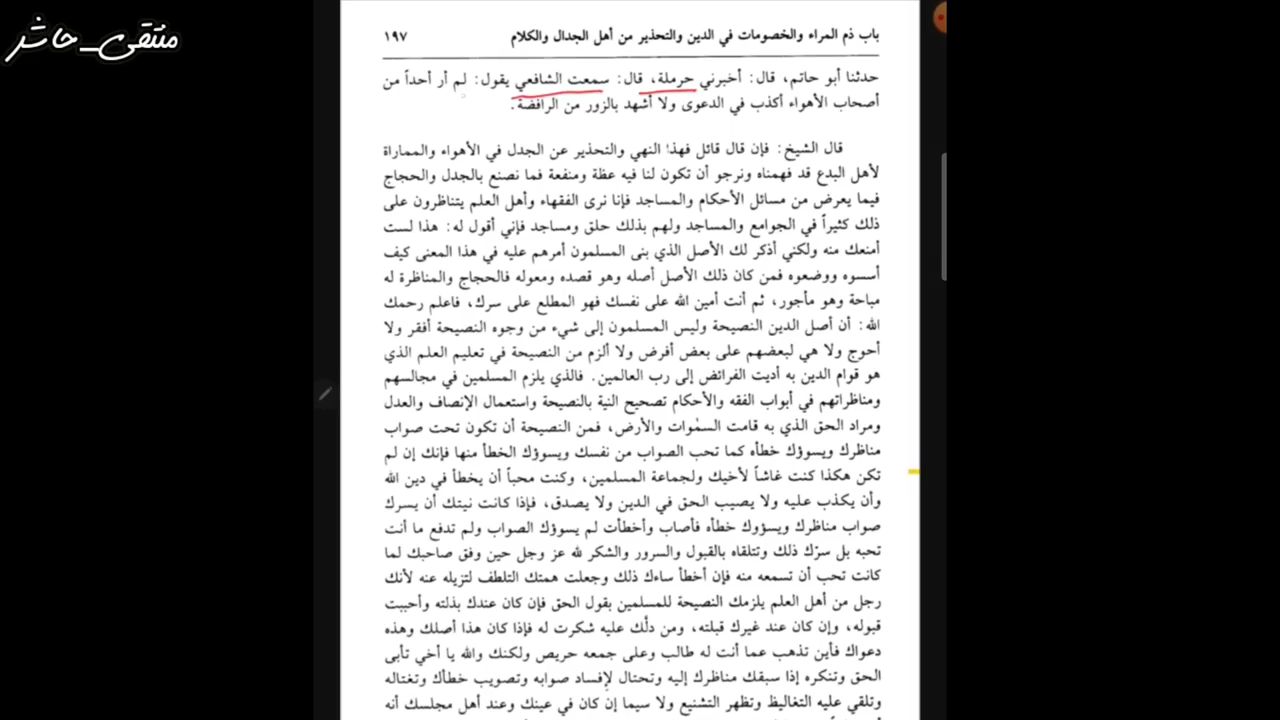 منتقى_حاشر
باب ذم المراء والخصومات في الدين والتحذير من أهل الجدال والكلام ١٩٧
حدثنا أبو حاتم، قال: أخبرني حرملة، قال: سمعت الشافعي يقول: لم أر أحداً من
أصحاب الأهواء أكذب في الدعوى ولا أشهد بالزور من الرافضة.
قال الشيخ: فإن قال قائل فهذا النهي والتحذير عن الجدل في الأهواء والمماراة
لأهل البدع قد فهمناه ونرجو أن تكون لنا فيه عظة ومنفعة فما نصنع بالجدل والحجاج
فيما يعرض من مسائل الأحكام والمساجد فإنا نرى الفقهاء وأهل العلم يتناظرون على
ذلك كثيراً في الجوامع والمساجد ولهم بذلك حلق ومساجد فإني أقول له: هذا لست
أمنعك منه ولكني أذكر لك الأصل الذي بنى المسلمون أمرهم عليه في هذا المعنى كيف
أسسوه ووضعوه فمن كان ذلك الأصل أصله وهو قصده ومعوله فالحجاج والمناظرة له
مباحة وهو مأجور، ثم أنت أمين الله على نفسك فهو المطلع على سرك، فاعلم رحمك
الله: أن أصل الدين النصيحة وليس المسلمون إلى شيء من وجوه النصيحة أفقر ولا
أحوج ولا هي لبعضهم على بعض أفرض ولا ألزم من النصيحة في تعليم العلم الذي
هو قوام الدين به أديت الفرائض إلى رب العالمين. فالذي يلزم المسلمين في مجالسهم
ومناظراتهم في أبواب الفقه والأحكام تصحيح النية بالنصيحة واستعمال الإنصاف والعدل
ومراد الحق الذي به قامت السمٰوات والأرض، فمن النصيحة أن تكون تحت صواب
مناظرك ويسوؤك خطأه كما تحب الصواب من نفسك ويسوؤك الخطأ منها فإنك إن لم
تكن هكذا كنت غاشاً لأخيك ولجماعة المسلمين، وكنت محباً أن يخطأ في دين الله
وأن يكذب عليه ولا يصيب الحق في الدين ولا يصدق، فإذا كانت نيتك أن يسرك
صواب مناظرك ويسوؤك خطأه فأصاب وأخطأت لم يسوؤك الصواب ولم تدفع ما أنت
تحبه بل سرّك ذلك وتتلقاه بالقبول والسرور والشكر لله عز وجل حين وفق صاحبك لما
كانت تحب أن تسمعه منه فإن أخطأ ساءك ذلك وجعلت همتك التلطف لتزيله عنه لأنك
رجل من أهل العلم يلزمك النصيحة للمسلمين بقول الحق فإن كان عندك بذلته وأحببت
قبوله، وإن كان عند غيرك قبلته، ومن دلّك عليه شكرت له فإذا كان هذا أصلك وهذه
دعواك فأين تذهب عما أنت له طالب وعلى جمعه حريص ولكنك والله يا أخي تأبى
الحق وتنكره إذا سبقك مناظرك إليه وتحتال لإفساد صوابه وتصويب خطأك وتغتاله
وتلقي عليه التغاليظ وتظهر التشنيع ولا سيما إن كان في عينك وعند أهل مجلسك أنه